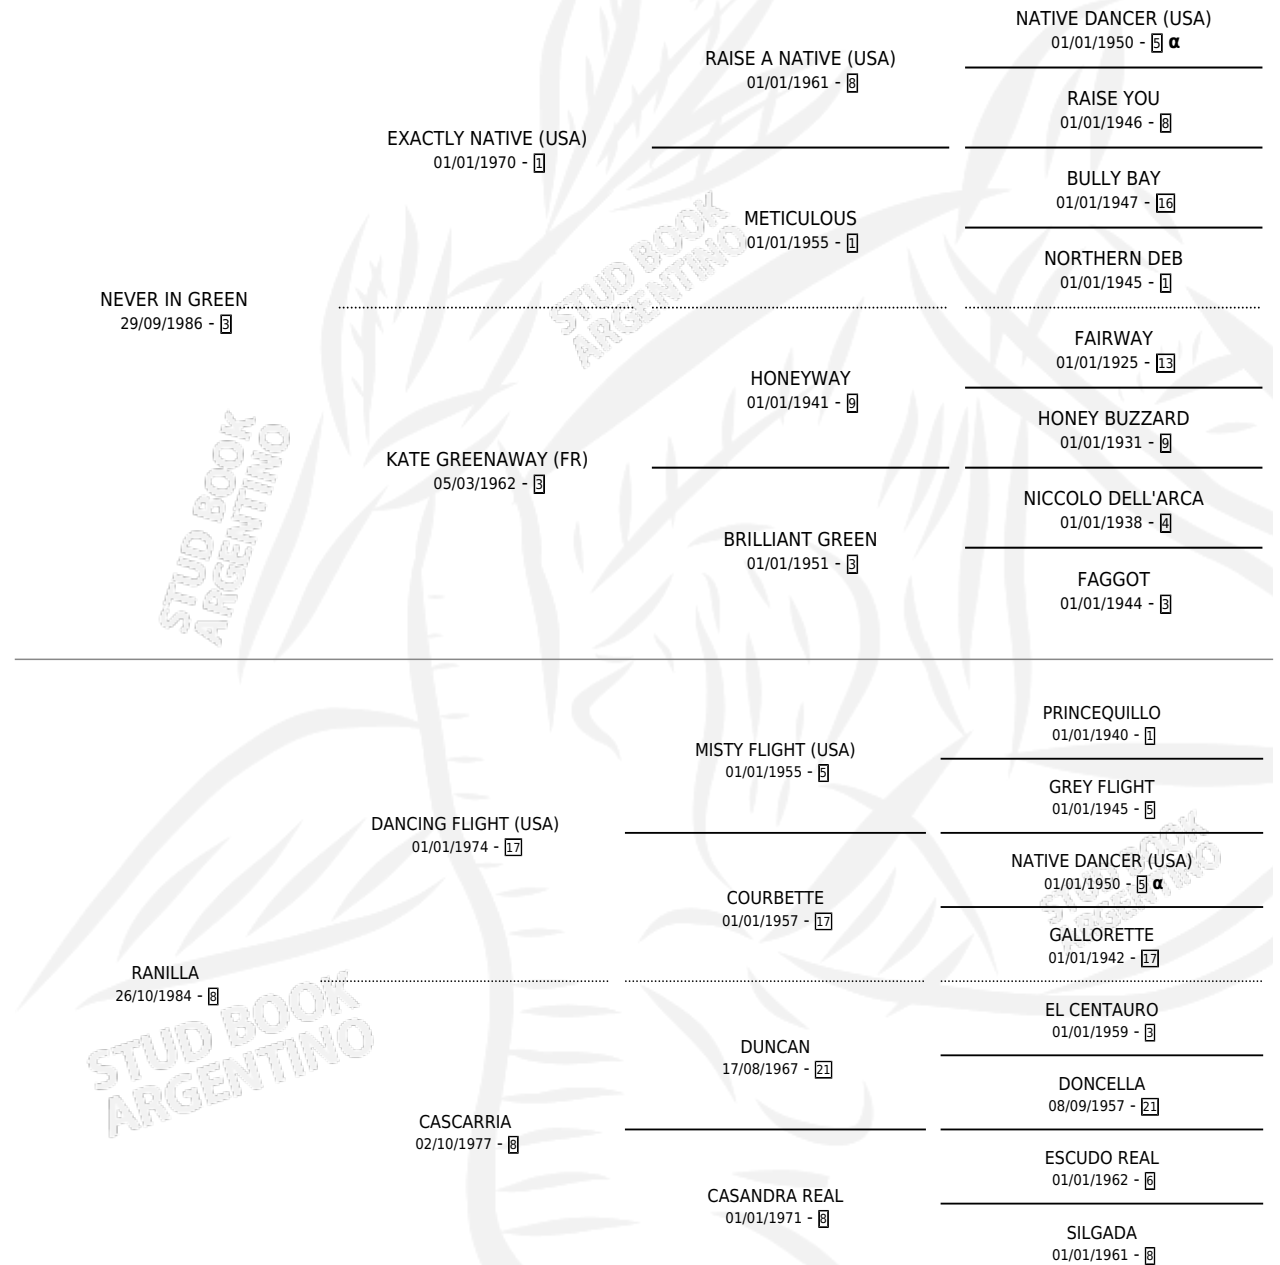 NATIVE DANCER (USA)
01/01/1950 - 5 α
RAISE A NATIVE (USA)
01/01/1961 - 8
RAISE YOU
01/01/1946 - 8
EXACTLY NATIVE (USA)
01/01/1970 - 1
BULLY BAY
01/01/1947 - 16
METICULOUS
01/01/1955 - 1
NORTHERN DEB
01/01/1945 - 1
NEVER IN GREEN
29/09/1986 - 3
STUD BOOK
ARGENTINO
FAIRWAY
01/01/1925 - 13
HONEYWAY
01/01/1941 - 9
HONEY BUZZARD
01/01/1931 - 9
KATE GREENAWAY (FR)
05/03/1962 - 3
NICCOLO DELL'ARCA
01/01/1938 - 4
BRILLIANT GREEN
01/01/1951 - 3
FAGGOT
01/01/1944 - 3
STUD BOOK
ARGENTINO
PRINCEQUILLO
01/01/1940 - 1
MISTY FLIGHT (USA)
01/01/1955 - 5
GREY FLIGHT
01/01/1945 - 5
DANCING FLIGHT (USA)
01/01/1974 - 17
NATIVE DANCER (USA)
01/01/1950 - 5 α
STUD BOOK
ARGENTINO
COURBETTE
01/01/1957 - 17
GALLORETTE
01/01/1942 - 17
RANILLA
26/10/1984 - 8
STUD BOOK
ARGENTINO
EL CENTAURO
01/01/1959 - 3
DUNCAN
17/08/1967 - 21
DONCELLA
08/09/1957 - 21
CASCARRIA
02/10/1977 - 8
ESCUDO REAL
01/01/1962 - 6
CASANDRA REAL
01/01/1971 - 8
SILGADA
01/01/1961 - 8